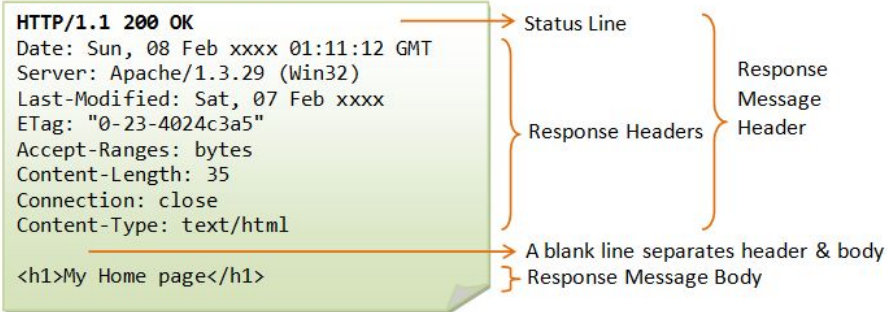 HTTP/1.1 200 OK
Date: Sun, 08 Feb xxxx 01:11:12 GMT
Server: Apache/1.3.29 (Win32)
Last-Modified: Sat, 07 Feb xxxx
ETag: "0-23-4024c3a5"
Accept-Ranges: bytes
Content-Length: 35
Connection: close
Content-Type: text/html
<h1>My Home page</h1>
Status Line
Response Headers
Response
Message
Header
A blank line separates header & body
Response Message Body